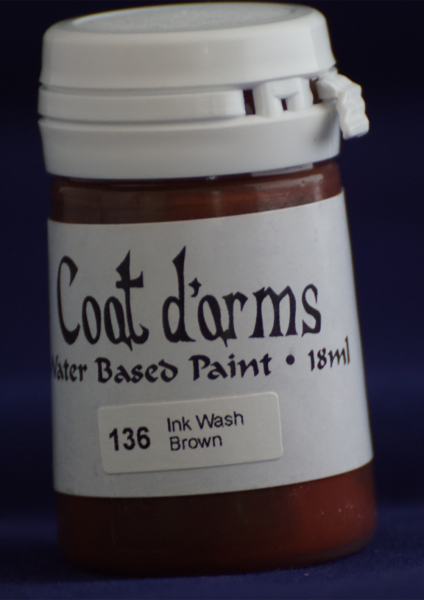 Coat d'arms
Water Based Paint • 18ml
136 Ink Wash
Brown